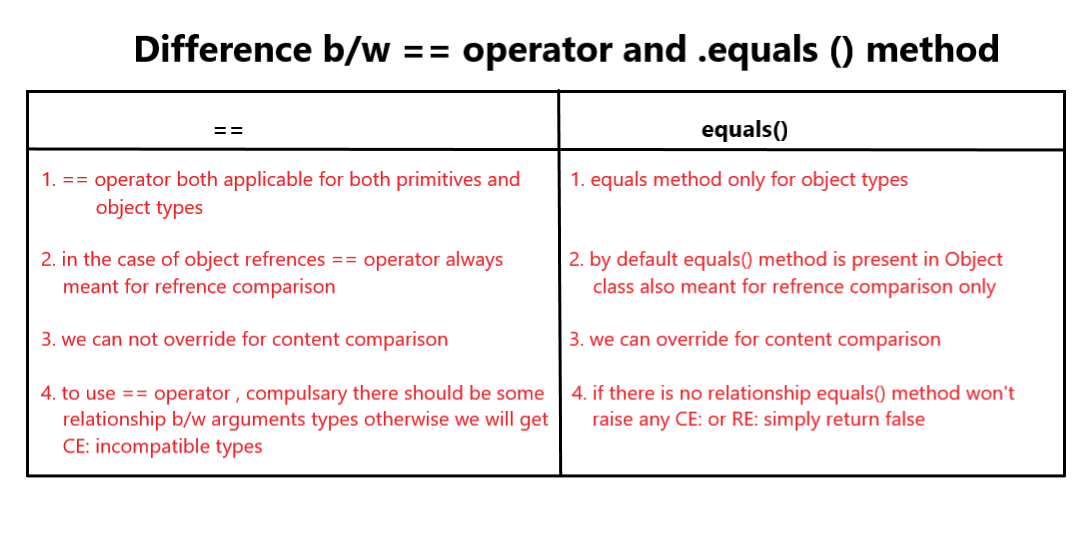 Difference b/w == operator and .equals () method
==
equals()
1. == operator both applicable for both primitives and
object types
1. equals method only for object types
2. in the case of object refrences == operator always
meant for refrence comparison
2. by default equals() method is present in Object
class also meant for refrence comparison only
3. we can not override for content comparison
3. we can override for content comparison
4. to use == operator , compulsary there should be some
relationship b/w arguments types otherwise we will get
CE: incompatible types
4. if there is no relationship equals() method won't
raise any CE: or RE: simply return false